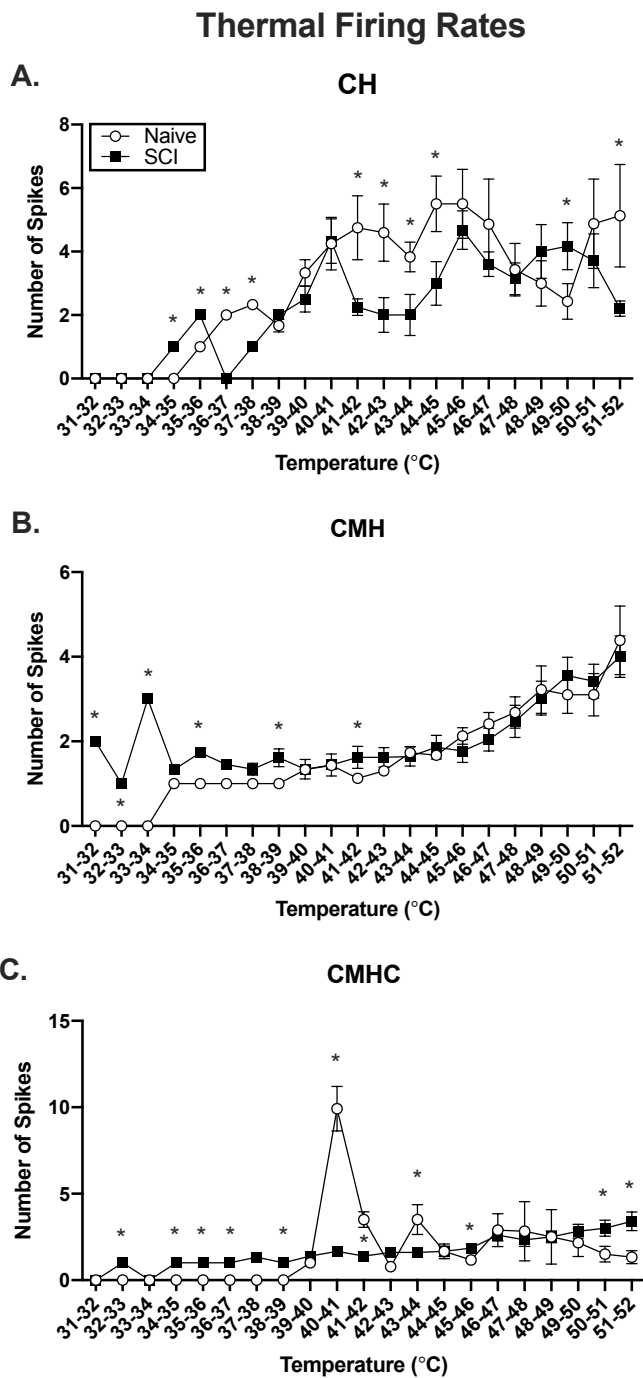 Thermal Firing Rates
A.
CH
Naive
SCI
Number of Spikes
8
6
4
2
0
* * * * * * * * * *
31-32 32-33 33-34 34-35 35-36 36-37 37-38 38-39 39-40 40-41 41-42 42-43 43-44 44-45 45-46 46-47 47-48 48-49 49-50 50-51 51-52
Temperature (°C)
B.
CMH
Number of Spikes
6
4
2
0
* * * * * *
31-32 32-33 33-34 34-35 35-36 36-37 37-38 38-39 39-40 40-41 41-42 42-43 43-44 44-45 45-46 46-47 47-48 48-49 49-50 50-51 51-52
Temperature (°C)
C.
CMHC
Number of Spikes
15
10
5
0
* * * * * * * * * * *
31-32 32-33 33-34 34-35 35-36 36-37 37-38 38-39 39-40 40-41 41-42 42-43 43-44 44-45 45-46 46-47 47-48 48-49 49-50 50-51 51-52
Temperature (°C)